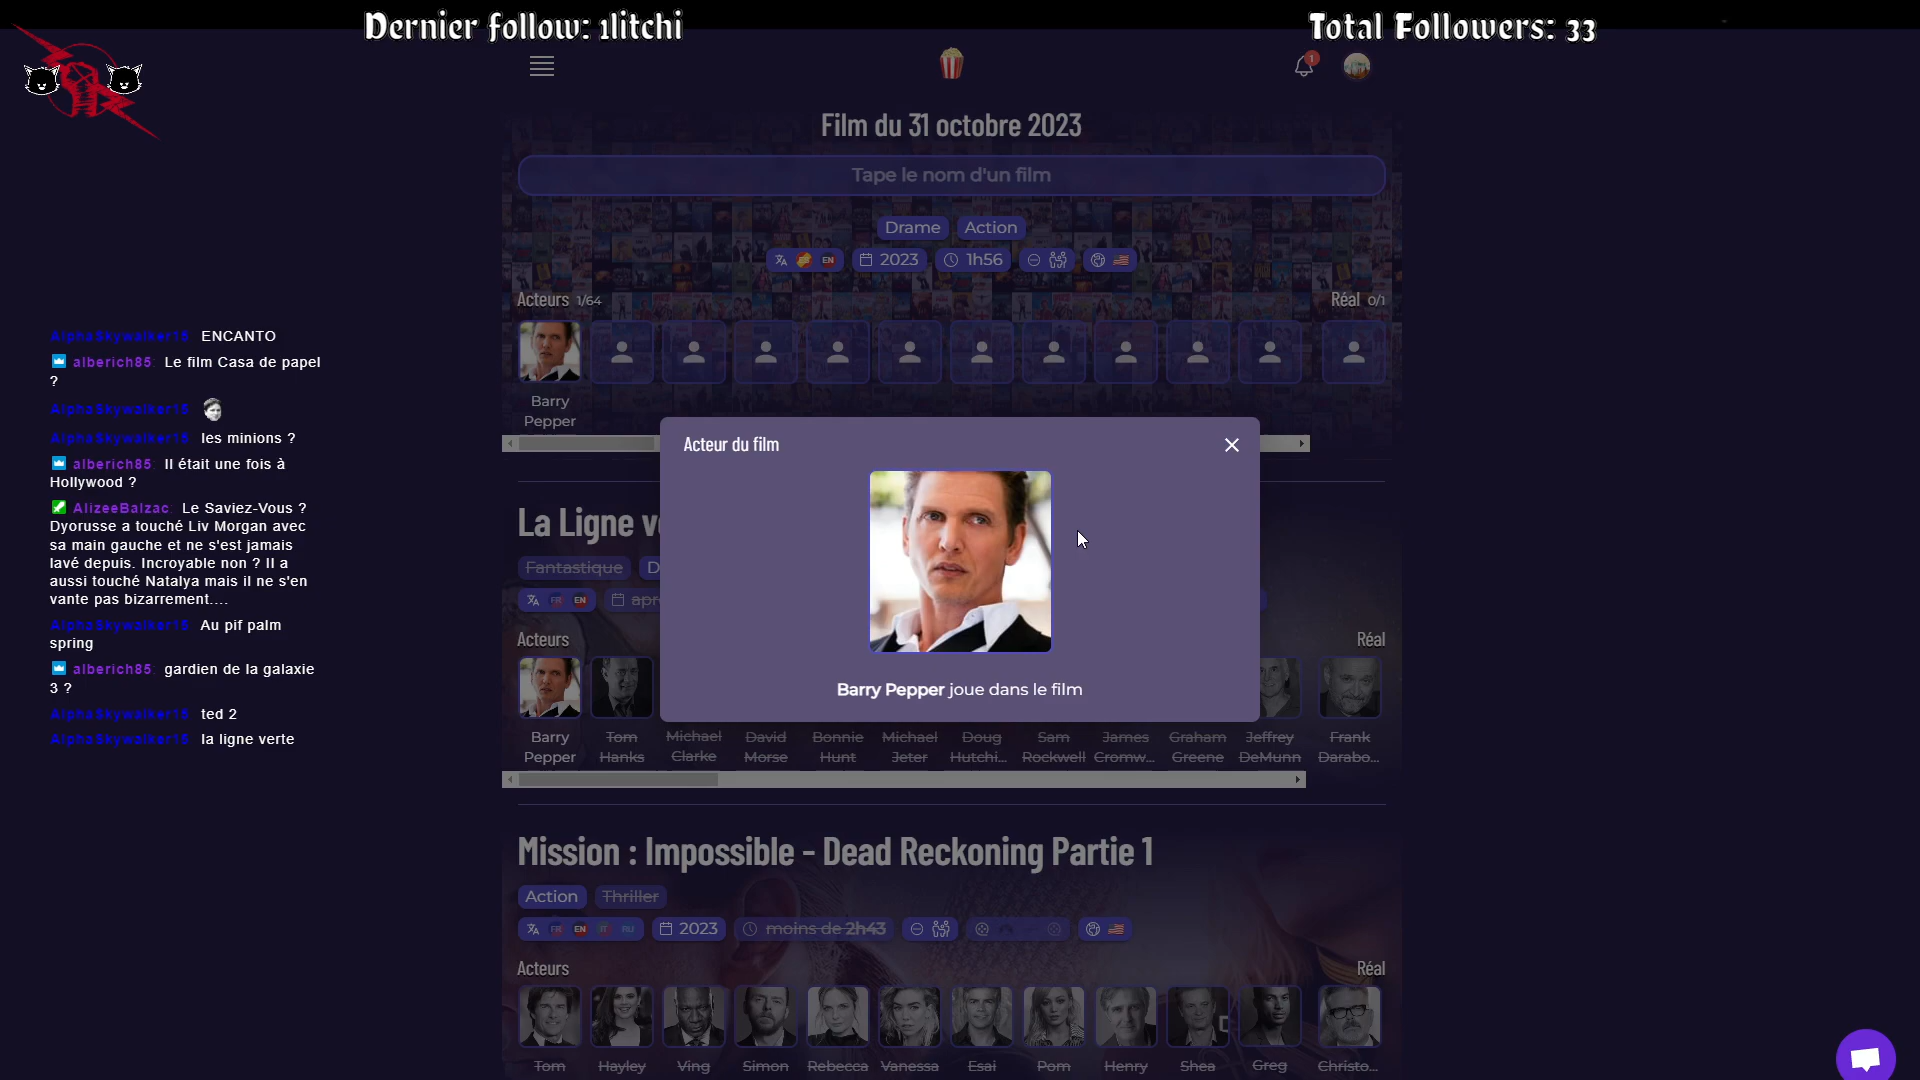 Dernier follow: 1litchi
Total Followers: 33
1
Film du 31 octobre 2023
Tape le nom d'un film
Drame Action
EN 2023 1h56
Acteurs 1/64
Réal 0/1
Barry
Pepper
AlphaSkywalker15 ENCANTO
alberich85: Le film Casa de papel
?
AlphaSkywalker15
AlphaSkywalker15 les minions ?
alberich85: Il était une fois à
Hollywood ?
AlizeeBalzac: Le Saviez-Vous ?
Dyorusse a touché Liv Morgan avec
sa main gauche et ne s'est jamais
lavé depuis. Incroyable non ? Il a
aussi touché Natalya mais il ne s'en
vante pas bizarrement....
AlphaSkywalker15 Au pif palm
spring
alberich85: gardien de la galaxie
3 ?
AlphaSkywalker15 ted 2
AlphaSkywalker15 la ligne verte
Acteur du film
Barry Pepper joue dans le film
La Ligne v
Fantastique D
FR EN apr
Acteurs
Réal
Barry
Pepper
Tom
Hanks
Michael
Clarke
David
Morse
Bonnie
Hunt
Michael
Jeter
Doug
Hutchi...
Sam
Rockwell
James
Cromw...
Graham
Greene
Jeffrey
DeMunn
Frank
Darabo...
Mission : Impossible - Dead Reckoning Partie 1
Action Thriller
FR EN IT RU 2023 moins de 2h43
Acteurs
Réal
Tom Hayley Ving Simon Rebecca Vanessa Esai Pom Henry Shea Greg Christo...